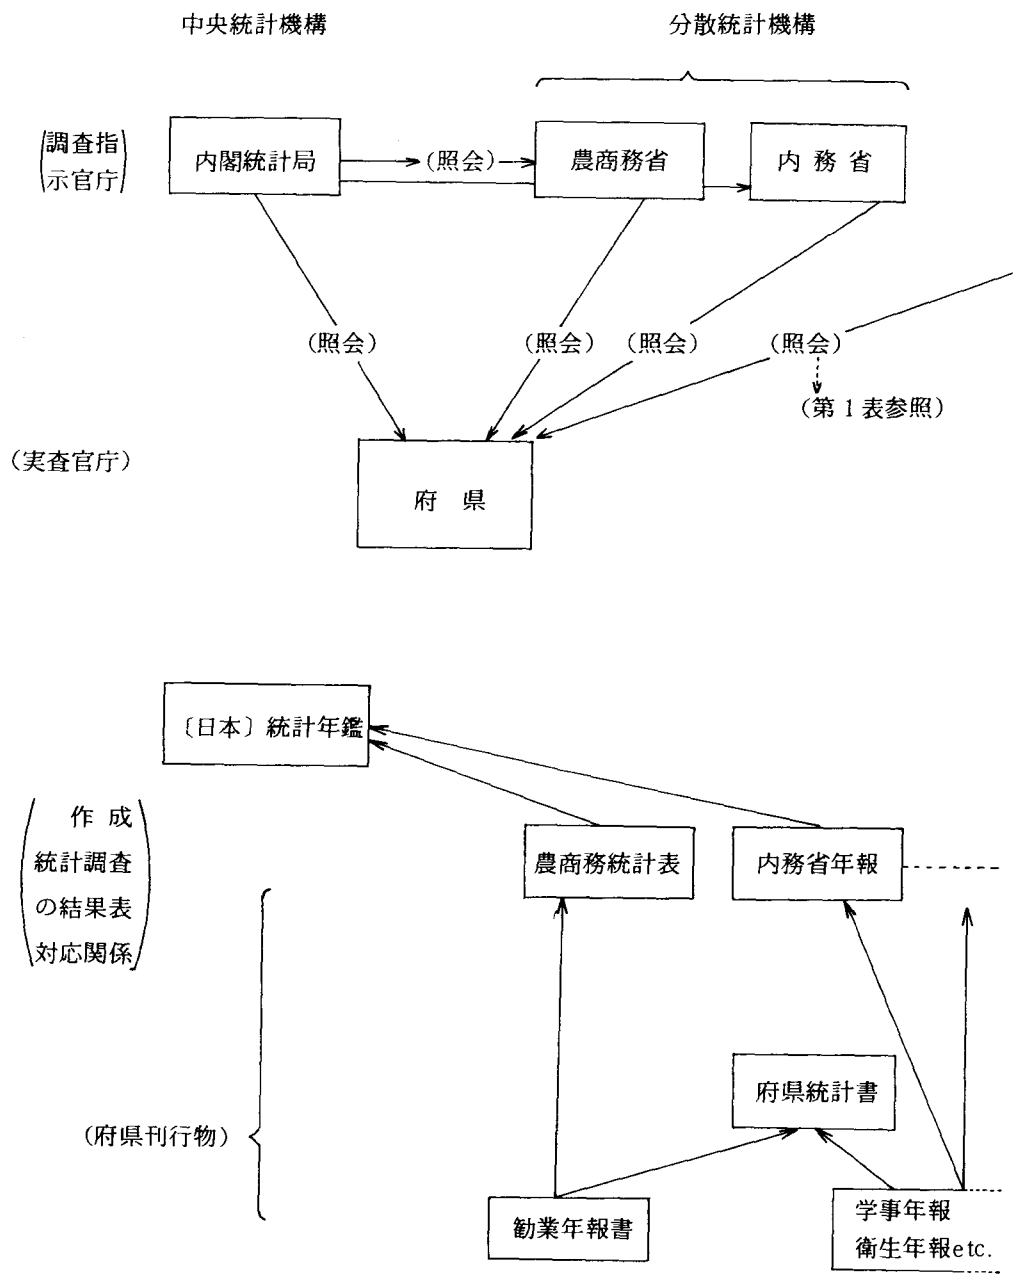 中央統計機構
分散統計機構
(調査指
示官庁)
内閣統計局
(照会)
農商務省
内務省
(照会)
(照会)
(照会)
(照会)
(第1表参照)
(実査官庁)
府県
〔日本〕統計年鑑
(作成
統計調査
の結果表
対応関係)
農商務統計表
内務省年報
府県統計書
(府県刊行物)
勧業年報書
学事年報
衛生年報etc.